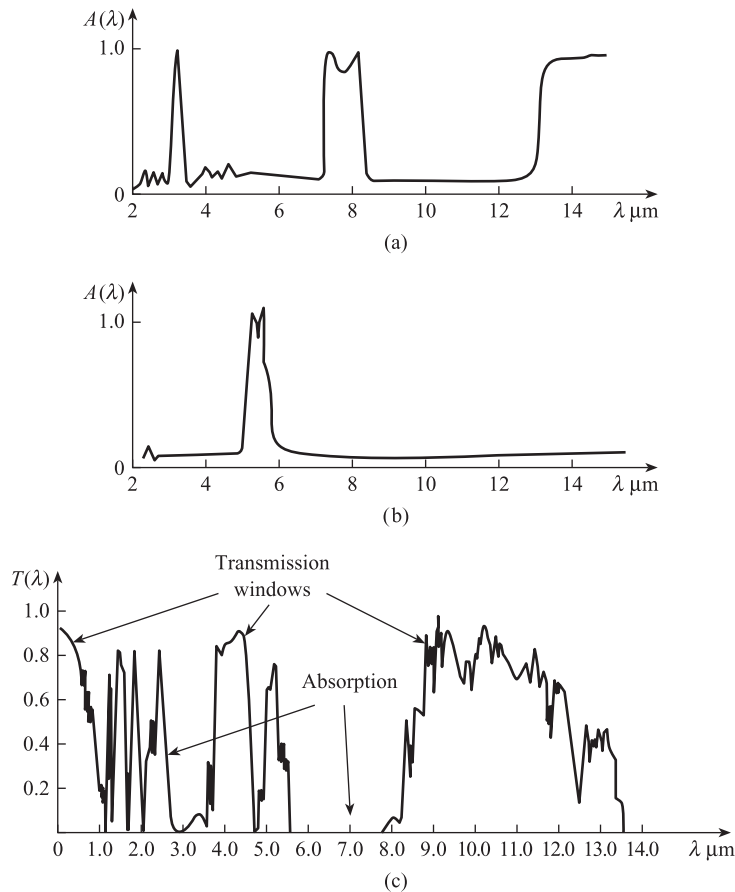 A(λ)
1.0
0
2 4 6 8 10 12 14 λ μm
(a)
A(λ)
1.0
0
2 4 6 8 10 12 14 λ μm
(b)
Transmission
windows
T(λ)
1.0
0.8
Absorption
0.6
0.4
0.2
0 1.0 2.0 3.0 4.0 5.0 6.0 7.0 8.0 9.0 10.0 11.0 12.0 13.0 14.0 λ μm
(c)